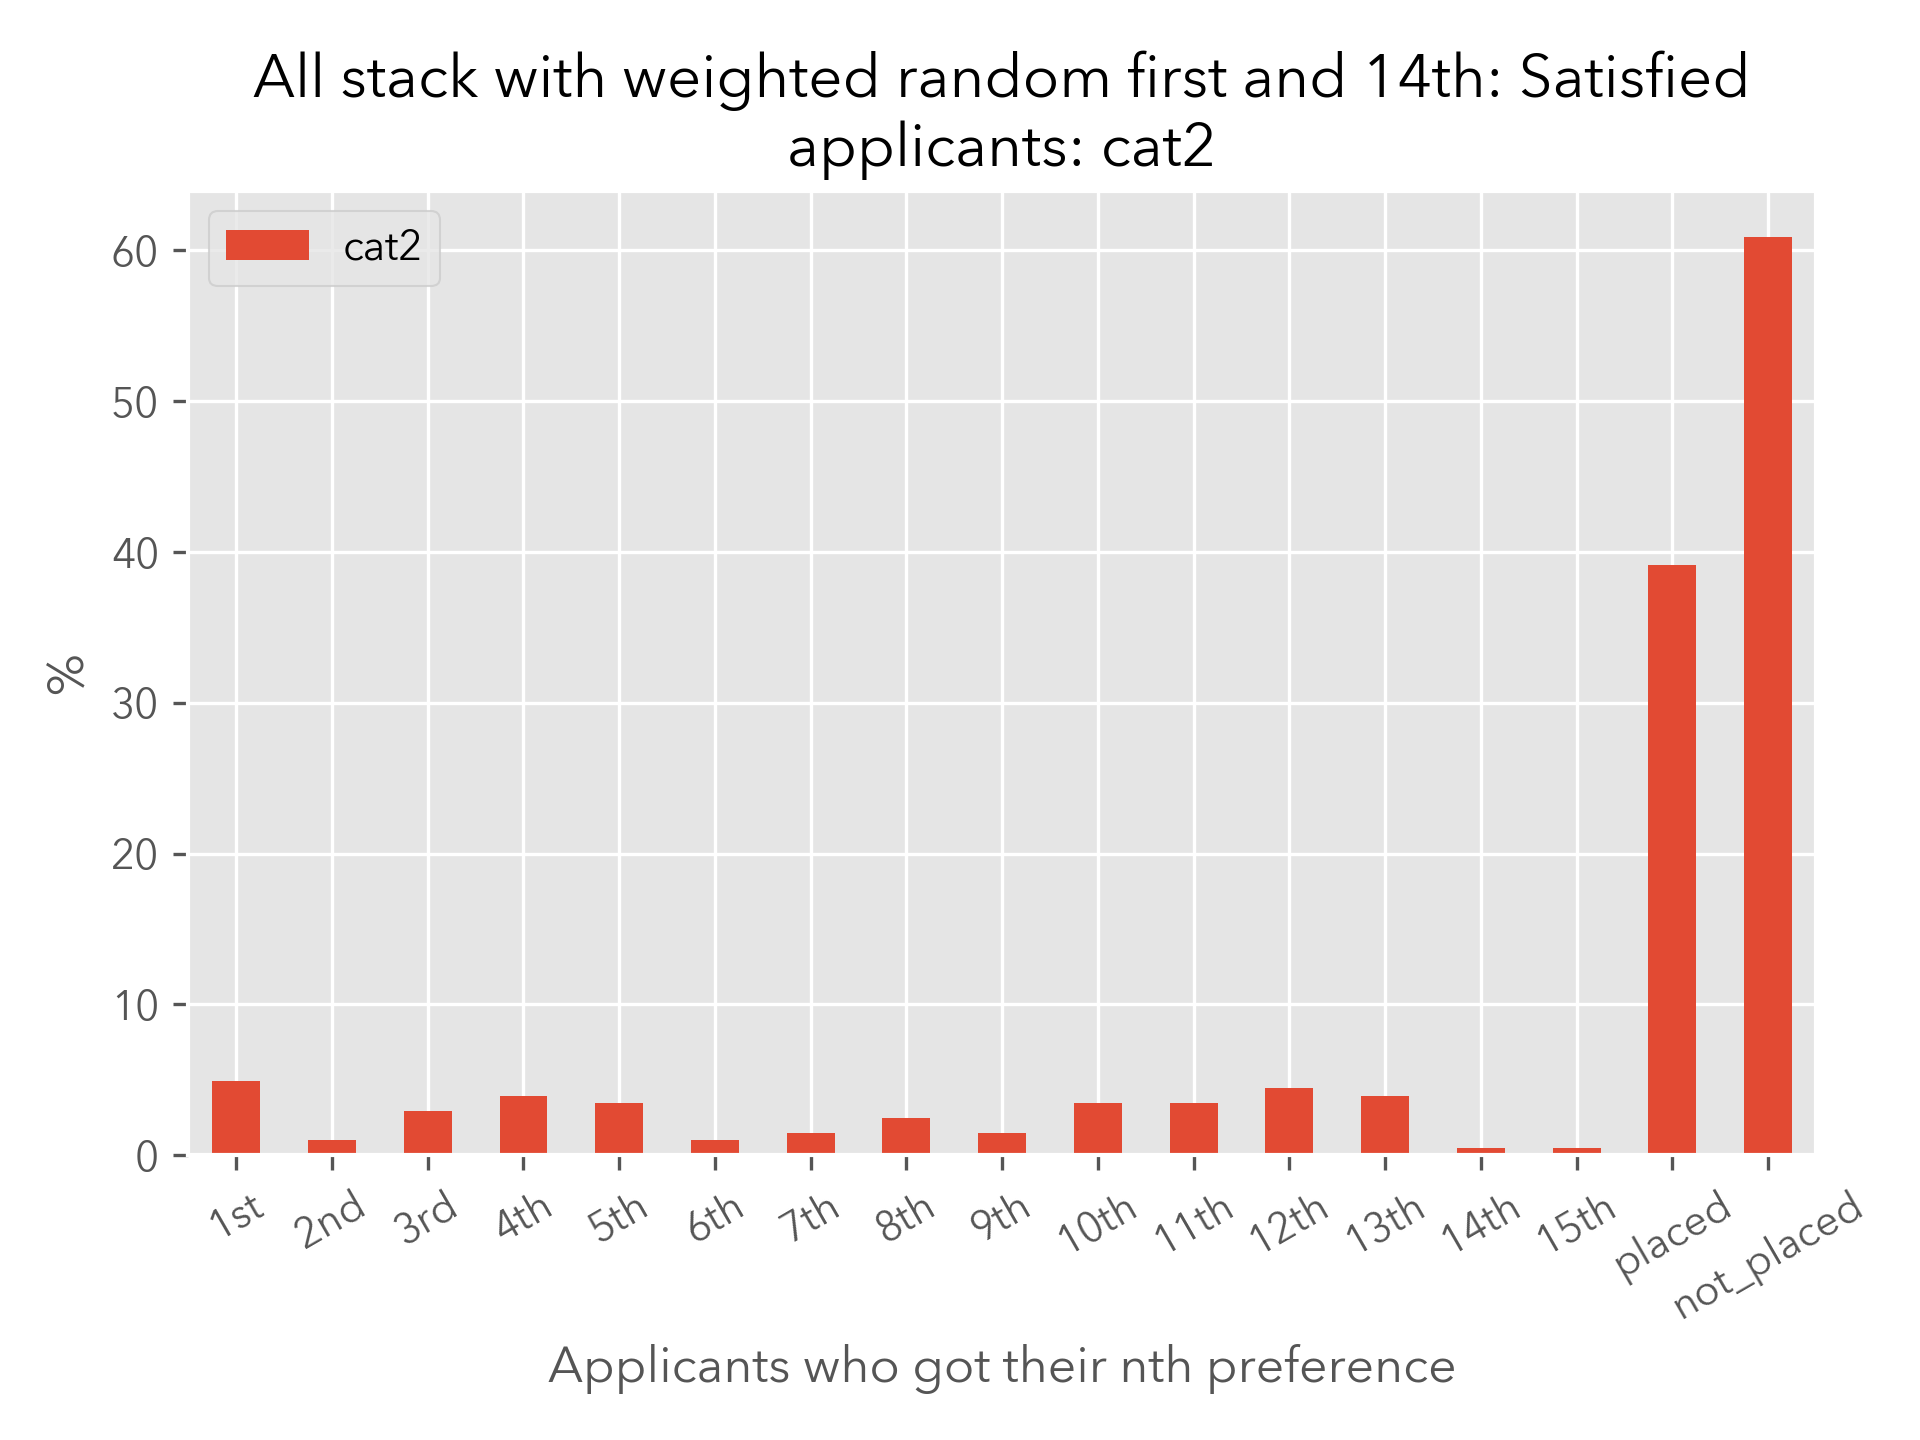 All stack with weighted random first and 14th: Satisfied
applicants: cat2
cat2
60
50
40
30
20
10
0
%
1st
2nd
3rd
4th
5th
6th
7th
8th
9th
10th
11th
12th
13th
14th
15th
placed
not_placed
Applicants who got their nth preference